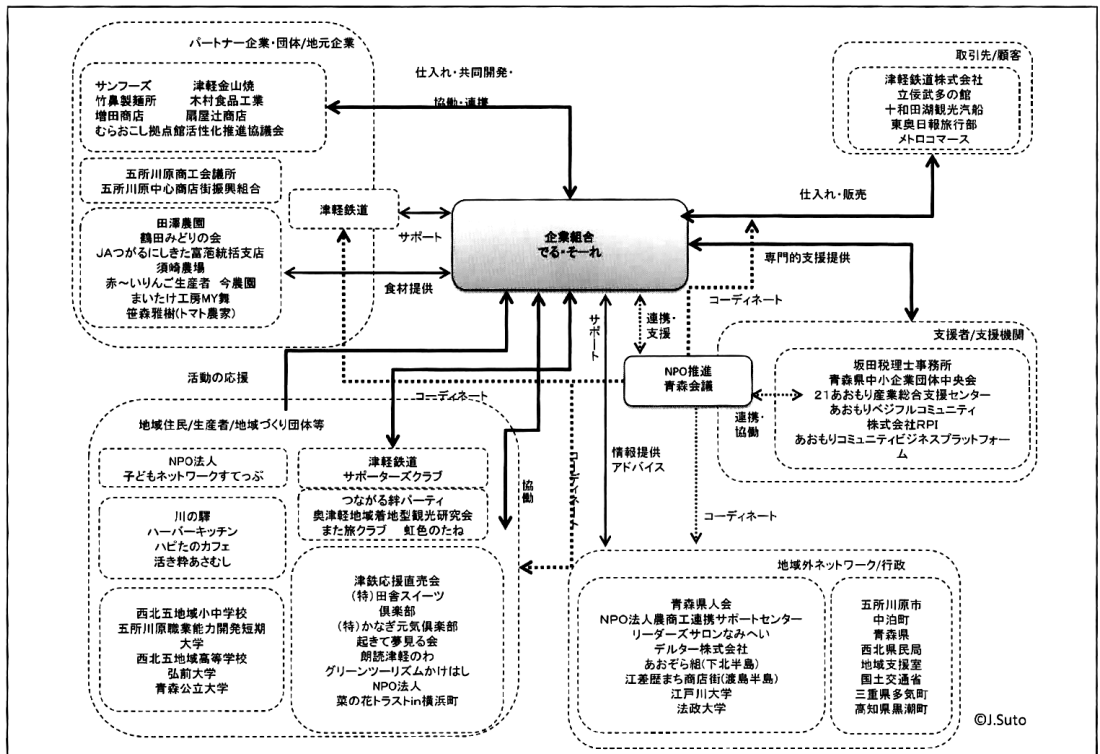 パートナー企業・団体/地元企業
サンフーズ 津軽金山焼
竹鼻製麺所 木村食品工業
増田商店 扇屋辻商店
むらおこし拠点館活性化推進協議会
五所川原商工会議所
五所川原中心商店街振興組合
田澤農園
鶴田みどりの会
JAつがるにしきた富萢統括支店
須崎農場
赤～いりんご生産者 今農園
まいたけ工房MY舞
笹森雅樹(トマト農家)
津軽鉄道
サポート
食材提供
仕入れ・共同開発・
協働・連携
企業組合
でる・そーれ
取引先/顧客
津軽鉄道株式会社
立佞武多の館
十和田湖観光汽船
東奥日報旅行部
メトロコマース
仕入れ・販売
専門的支援提供
コーディネート
連携・
支援
サポート
NPO推進
青森会議
支援者/支援機関
坂田税理士事務所
青森県中小企業団体中央会
21あおもり産業総合支援センター
あおもりベジフルコミュニティ
株式会社RPI
あおもりコミュニティビジネスプラットフォー
ム
連携・
協働
活動の応援
コーディネート
地域住民/生産者/地域づくり団体等
NPO法人
子どもネットワークすてっぷ
川の驛
ハーバーキッチン
ハピたのカフェ
活き粋あさむし
西北五地域小中学校
五所川原職業能力開発短期
大学
西北五地域高等学校
弘前大学
青森公立大学
津軽鉄道
サポーターズクラブ
つながる絆パーティ
奥津軽地域着地型観光研究会
また旅クラブ 虹色のたね
津鉄応援直売会
(特)田舎スイーツ
倶楽部
(特)かなぎ元気倶楽部
起きて夢見る会
朗読津軽のわ
グリーンツーリズムかけはし
NPO法人
菜の花トラストin横浜町
協働
コーディネート
情報提供
アドバイス
コーディネート
地域外ネットワーク/行政
青森県人会
NPO法人農商工連携サポートセンター
リーダーズサロンなみへい
デルター株式会社
あおぞら組(下北半島)
江差歴まち商店街(渡島半島)
江戸川大学
法政大学
五所川原市
中泊町
青森県
西北県民局
地域支援室
国土交通省
三重県多気町
高知県黒潮町
©J.Suto